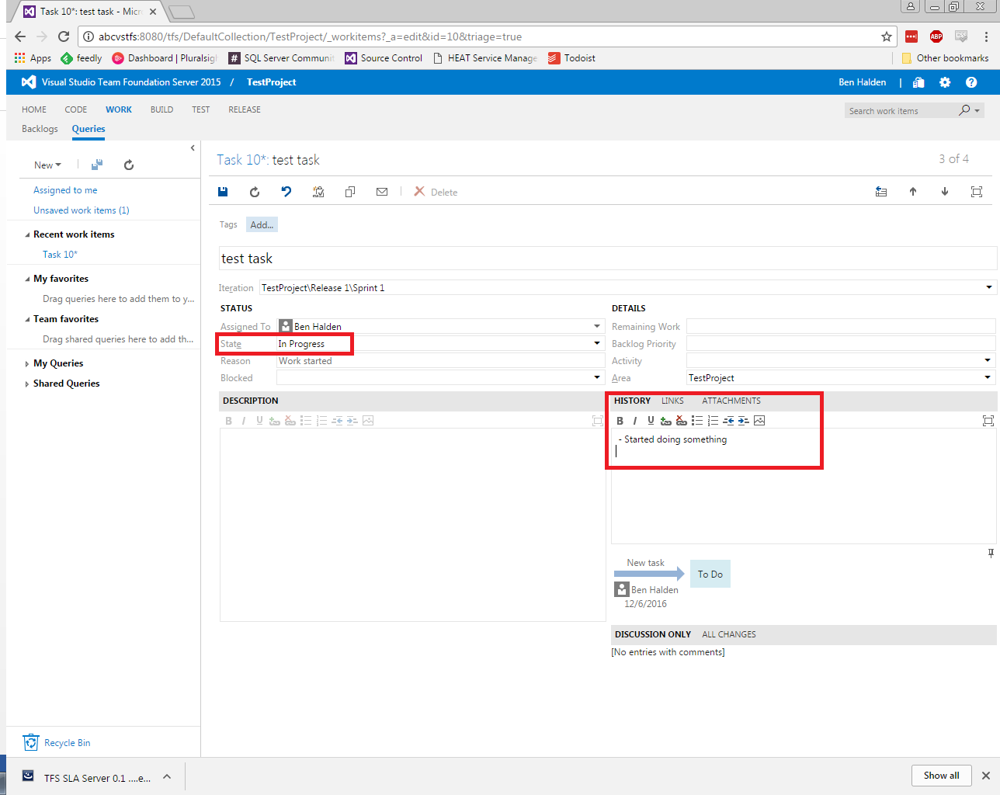 Task 10*: test task - Micr
abcvstfs:8080/tfs/DefaultCollection/TestProject/_workitems?_a=edit&id=10&triage=true
ABP
CSS
Apps feedly Dashboard | Pluralsigh SQL Server Communit Source Control HEAT Service Manage Todoist Other bookmarks
Visual Studio Team Foundation Server 2015 / TestProject Ben Halden |
HOME CODE WORK BUILD TEST RELEASE
Search work items
Backlogs Queries
New
Assigned to me
Unsaved work items (1)
Recent work items
Task 10*
My favorites
Drag queries here to add them to y...
Team favorites
Drag shared queries here to add th...
My Queries
Shared Queries
Recycle Bin
Task 10*: test task 3 of 4
Delete
Tags Add...
test task
Iteration TestProject\Release 1\Sprint 1
STATUS
Assigned To Ben Halden
State In Progress
Reason Work started
Blocked
DETAILS
Remaining Work
Backlog Priority
Activity
Area TestProject
DESCRIPTION
B I U
HISTORY LINKS ATTACHMENTS
B I U
- Started doing something
New task
To Do
Ben Halden
12/6/2016
DISCUSSION ONLY ALL CHANGES
[No entries with comments]
TFS SLA Server 0.1 ....e...
Show all